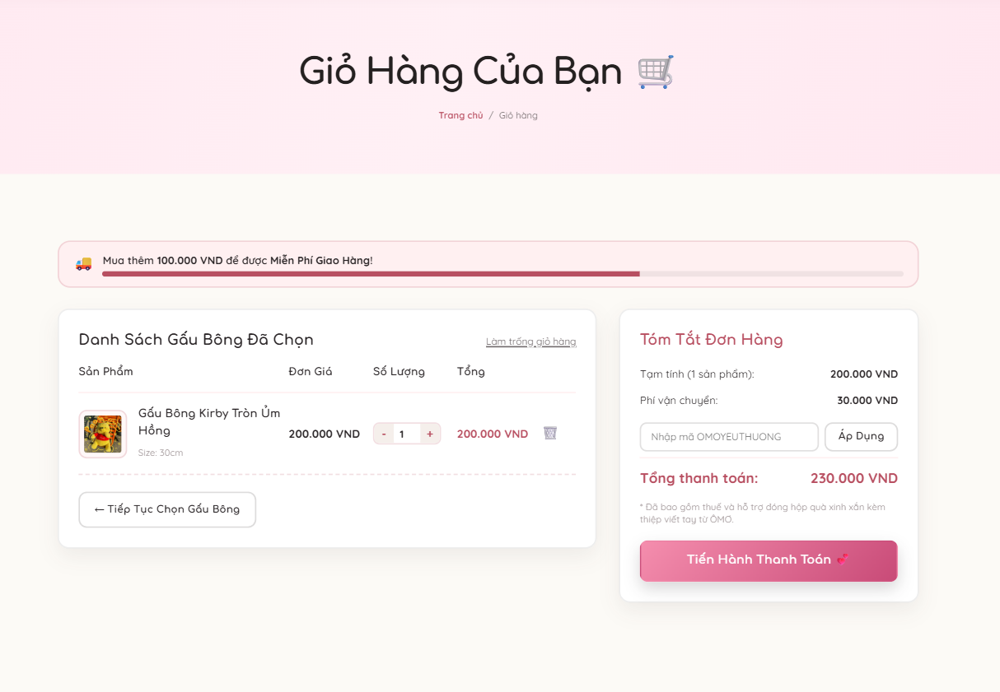 Giỏ Hàng Của Bạn 🛒
Trang chủ / Giỏ hàng
Mua thêm 100.000 VND để được Miễn Phí Giao Hàng!
Danh Sách Gấu Bông Đã Chọn
Làm trống giỏ hàng
Sản Phẩm Đơn Giá Số Lượng Tổng
Gấu Bông Kirby Tròn Ủm
Hồng
Size: 30cm
200.000 VND - 1 + 200.000 VND
← Tiếp Tục Chọn Gấu Bông
Tóm Tắt Đơn Hàng
Tạm tính (1 sản phẩm): 200.000 VND
Phí vận chuyển: 30.000 VND
Nhập mã OMOYEUTHUONG Áp Dụng
Tổng thanh toán: 230.000 VND
* Đã bao gồm thuế và hỗ trợ đóng hộp quà xinh xắn kèm
thiệp viết tay từ ÔMƠ.
Tiến Hành Thanh Toán 💞